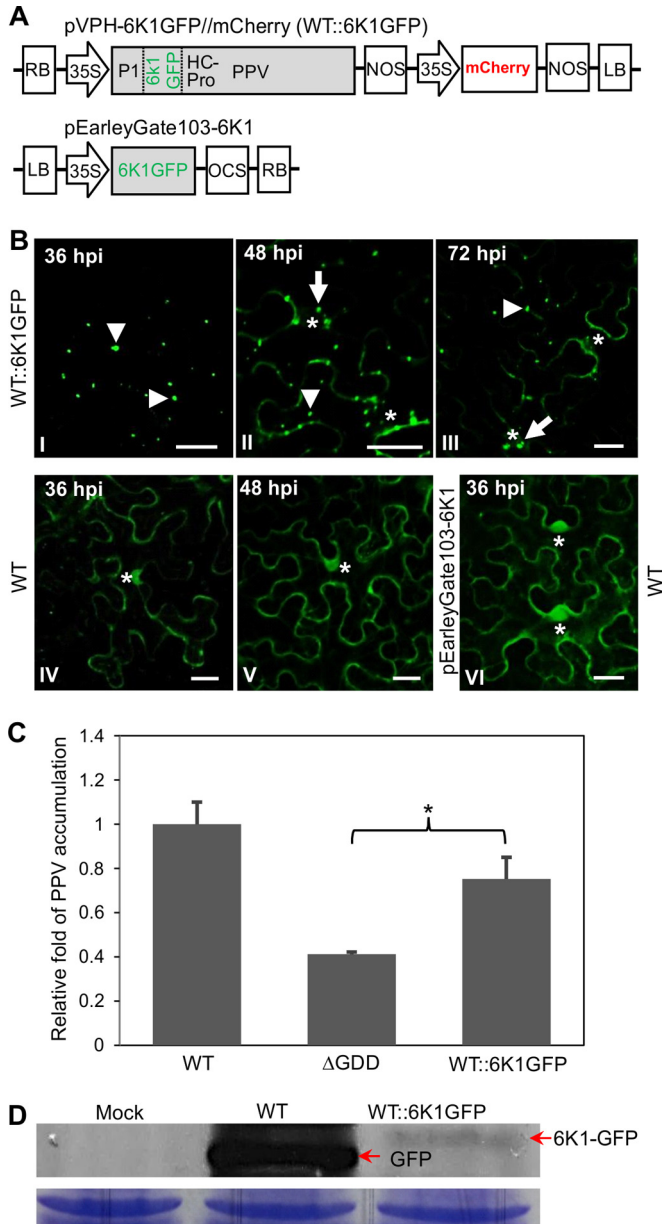 A
pVPH-6K1GFP//mCherry (WT::6K1GFP)
RB 35S P1 6k1 GFP HC-Pro PPV NOS 35S mCherry NOS LB
pEarleyGate103-6K1
LB 35S 6K1GFP OCS RB
B
36 hpi 48 hpi 72 hpi
WT::6K1GFP
* * * *
I II III
36 hpi 48 hpi 36 hpi
WT pEarleyGate103-6K1 WT
* * * *
IV V VI
C
Relative fold of PPV accumulation
1.4
1.2
1
0.8
0.6
0.4
0.2
0
*
WT ΔGDD WT::6K1GFP
D
Mock WT WT::6K1GFP
6K1-GFP
GFP